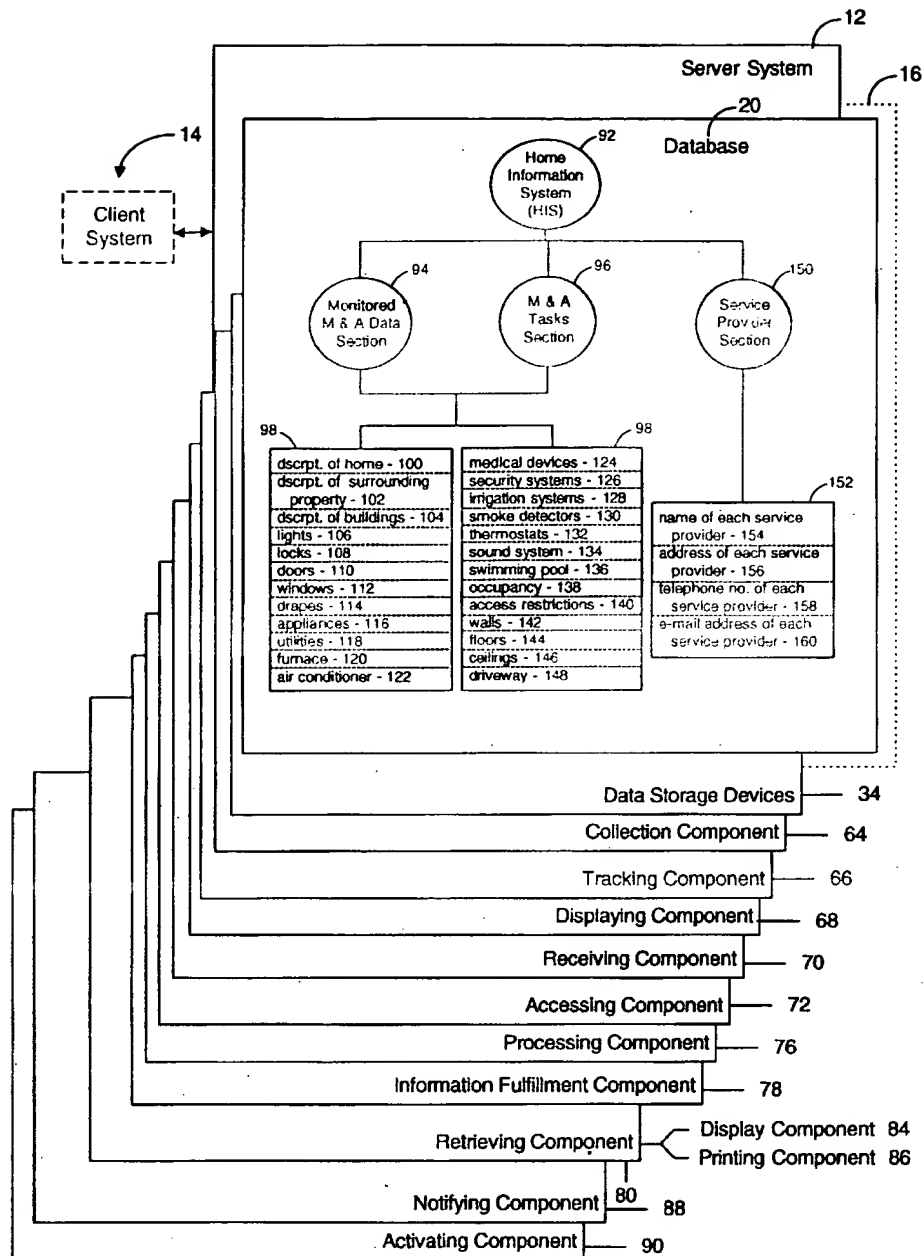 12
Server System
16
14
20
Database
Client
System
92
Home
Information
System
(HIS)
94
Monitored
M & A Data
Section
96
M & A
Tasks
Section
150
Service
Provider
Section
98
dscrpt. of home - 100
dscrpt. of surrounding
property - 102
dscrpt. of buildings - 104
lights - 106
locks - 108
doors - 110
windows - 112
drapes - 114
appliances - 116
utilities - 118
furnace - 120
air conditioner - 122
98
medical devices - 124
security systems - 126
irrigation systems - 128
smoke detectors - 130
thermostats - 132
sound system - 134
swimming pool - 136
occupancy - 138
access restrictions - 140
walls - 142
floors - 144
ceilings - 146
driveway - 148
152
name of each service
provider - 154
address of each service
provider - 156
telephone no. of each
service provider - 158
e-mail address of each
service provider - 160
Data Storage Devices 34
Collection Component 64
Tracking Component 66
Displaying Component 68
Receiving Component 70
Accessing Component 72
Processing Component 76
Information Fulfillment Component 78
Retrieving Component
Display Component 84
Printing Component 86
80
Notifying Component 88
Activating Component 90